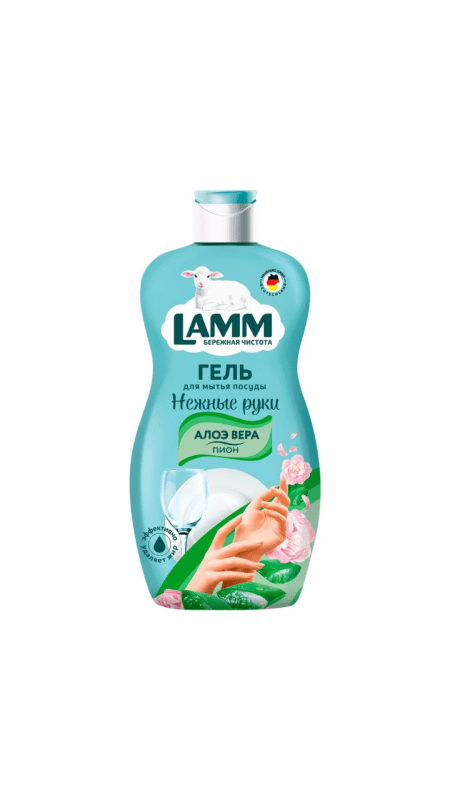 LAMM
БЕРЕЖНАЯ ЧИСТОТА
ГЕЛЬ
для мытья посуды
Нежные руки
АЛОЭ ВЕРА
ПИОН
эффективно
удаляет жир